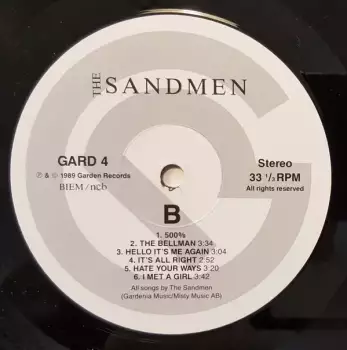 THE SANDMEN
GARD 4
℗ & © 1989 Garden Records
BIEM/ncb
Stereo
33 1/3 RPM
All rights reserved
B
1. 500%
2. THE BELLMAN 3:34
3. HELLO IT'S ME AGAIN 3:04
4. IT'S ALL RIGHT 2:52
5. HATE YOUR WAYS 3:20
6. I MET A GIRL 3:42
All songs by The Sandmen
(Gardenia Music/Misty Music AB)